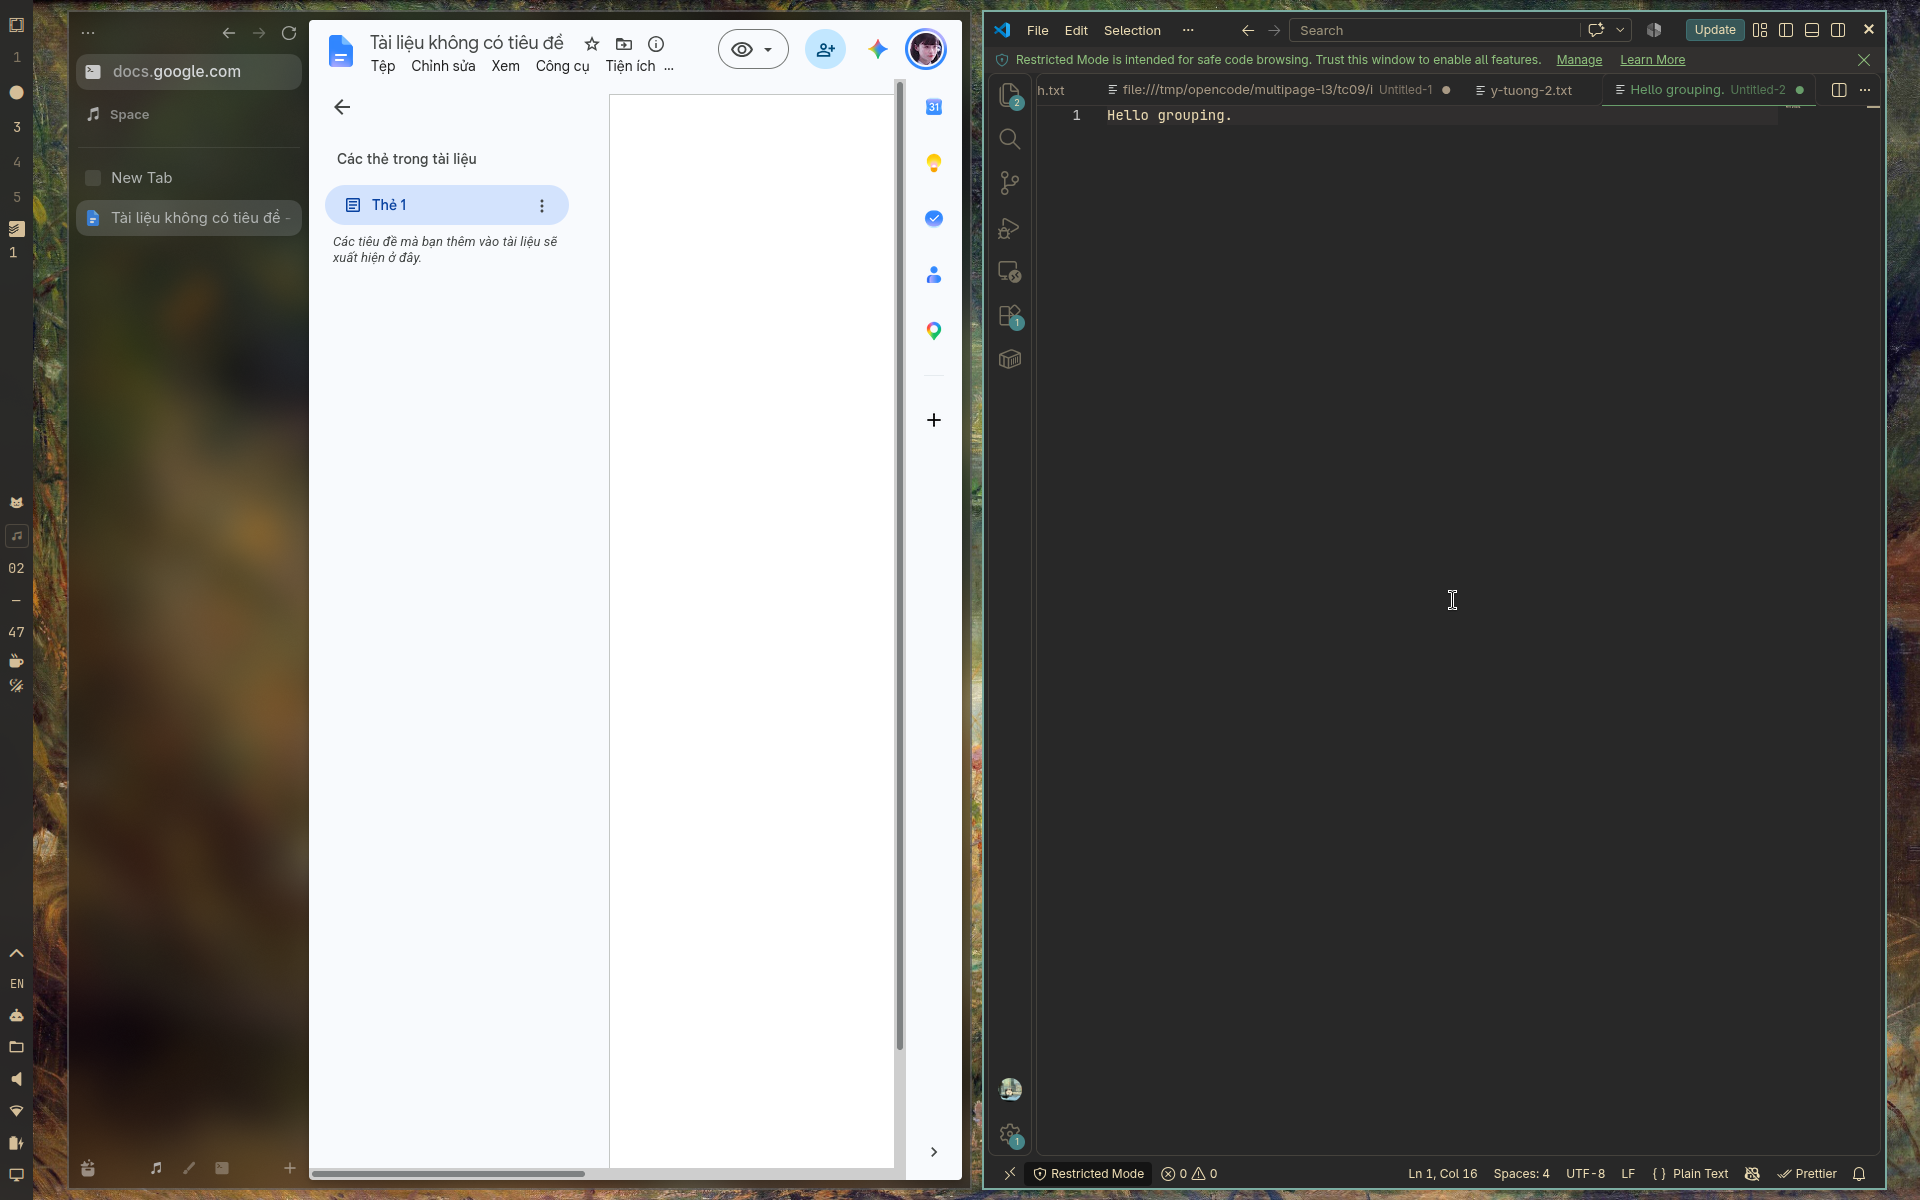 1
3
4
5
1
02
47
EN
docs.google.com
Space
New Tab
Tài liệu không có tiêu đề -
Tài liệu không có tiêu đề
Tệp Chỉnh sửa Xem Công cụ Tiện ích ...
Các thẻ trong tài liệu
Thẻ 1
Các tiêu đề mà bạn thêm vào tài liệu sẽ
xuất hiện ở đây.
31
File Edit Selection ···
Search
Update
Restricted Mode is intended for safe code browsing. Trust this window to enable all features. Manage Learn More
h.txt file:///tmp/opencode/multipage-l3/tc09/i Untitled-1 y-tuong-2.txt Hello grouping. Untitled-2
2
1
1
1 Hello grouping.
Restricted Mode 0 0 Ln 1, Col 16 Spaces: 4 UTF-8 LF { } Plain Text Prettier